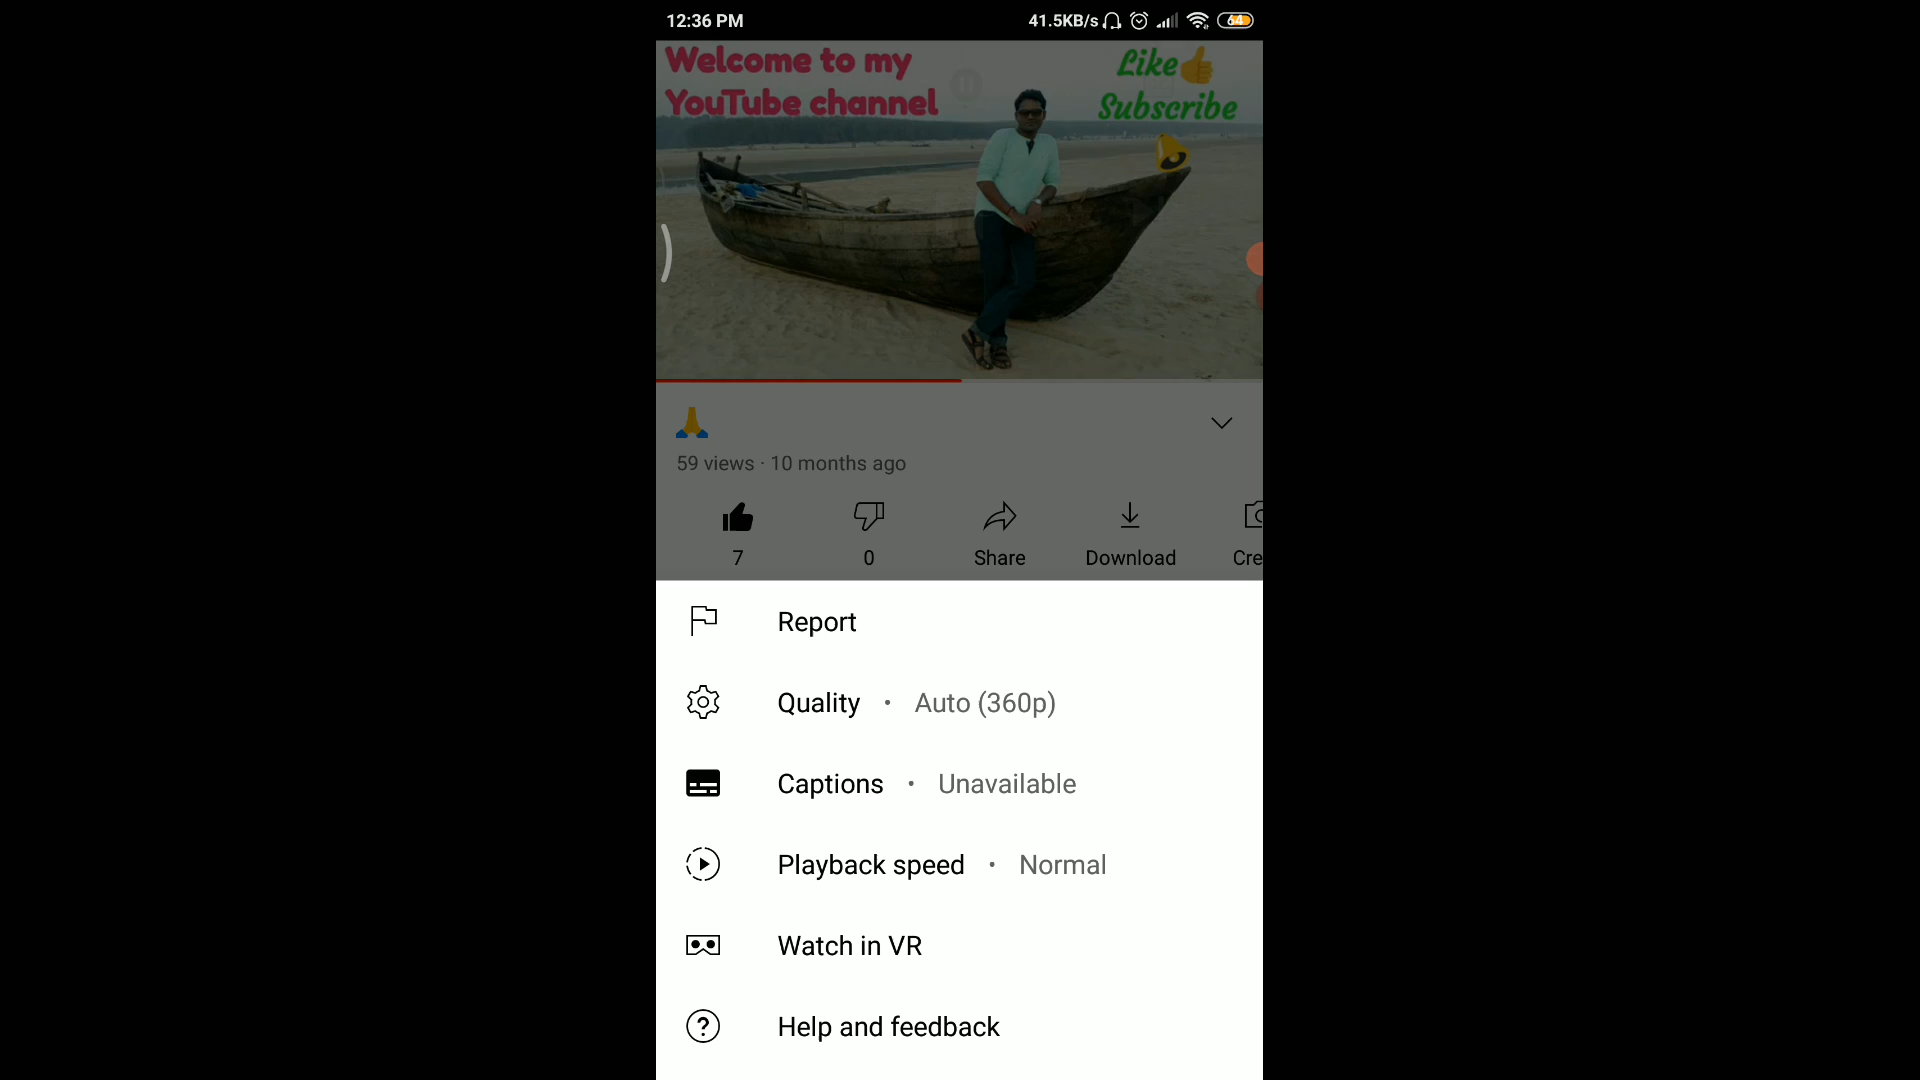 12:36 PM 41.5KB/s 64
Welcome to my
YouTube channel
Like
Subscribe
59 views · 10 months ago
7 0 Share Download Cre
Report
Quality · Auto (360p)
Captions · Unavailable
Playback speed · Normal
Watch in VR
Help and feedback